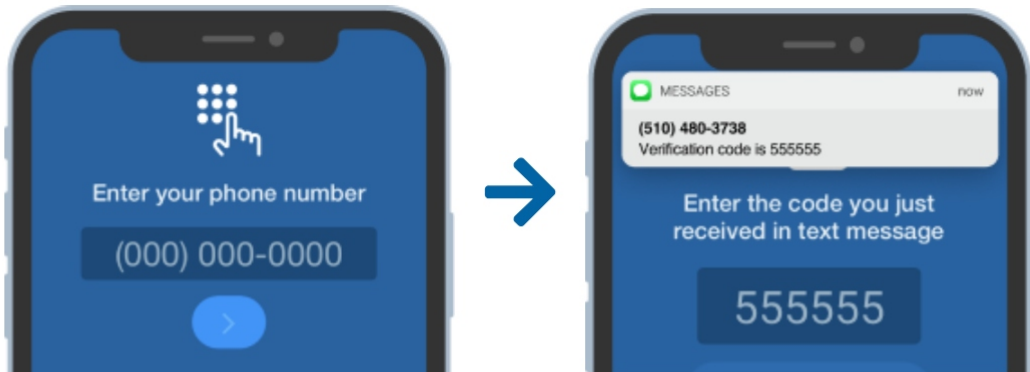 Enter your phone number
(000) 000-0000
MESSAGES now
(510) 480-3738
Verification code is 555555
Enter the code you just
received in text message
555555